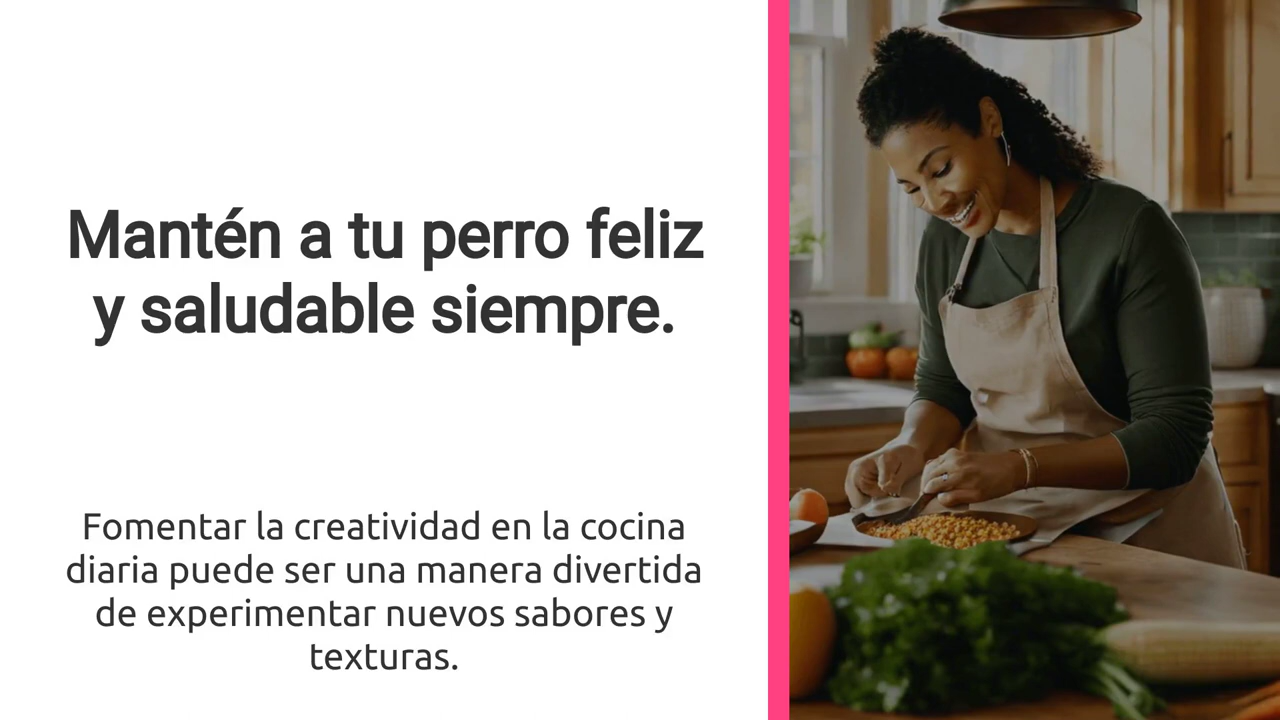 Mantén a tu perro feliz
y saludable siempre.
Fomentar la creatividad en la cocina
diaria puede ser una manera divertida
de experimentar nuevos sabores y
texturas.